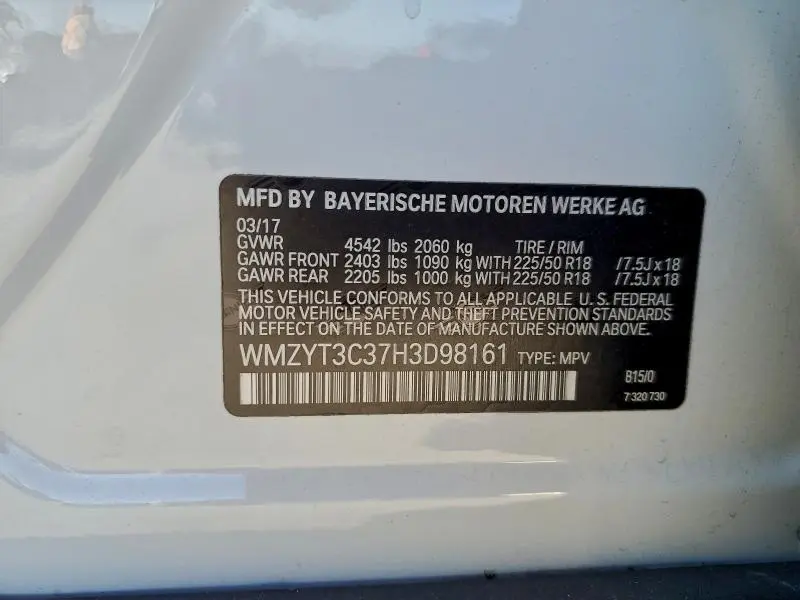 MFD BY BAYERISCHE MOTOREN WERKE AG
03/17
GVWR 4542 lbs 2060 kg TIRE / RIM
GAWR FRONT 2403 lbs 1090 kg WITH 225/50 R18 /7.5J x 18
GAWR REAR 2205 lbs 1000 kg WITH 225/50 R18 /7.5J x 18
THIS VEHICLE CONFORMS TO ALL APPLICABLE U.S. FEDERAL
MOTOR VEHICLE SAFETY AND THEFT PREVENTION STANDARDS
IN EFFECT ON THE DATE OF MANUFACTURE SHOWN ABOVE.
WMZYT3C37H3D98161 TYPE: MPV
B15/0
7 320 730